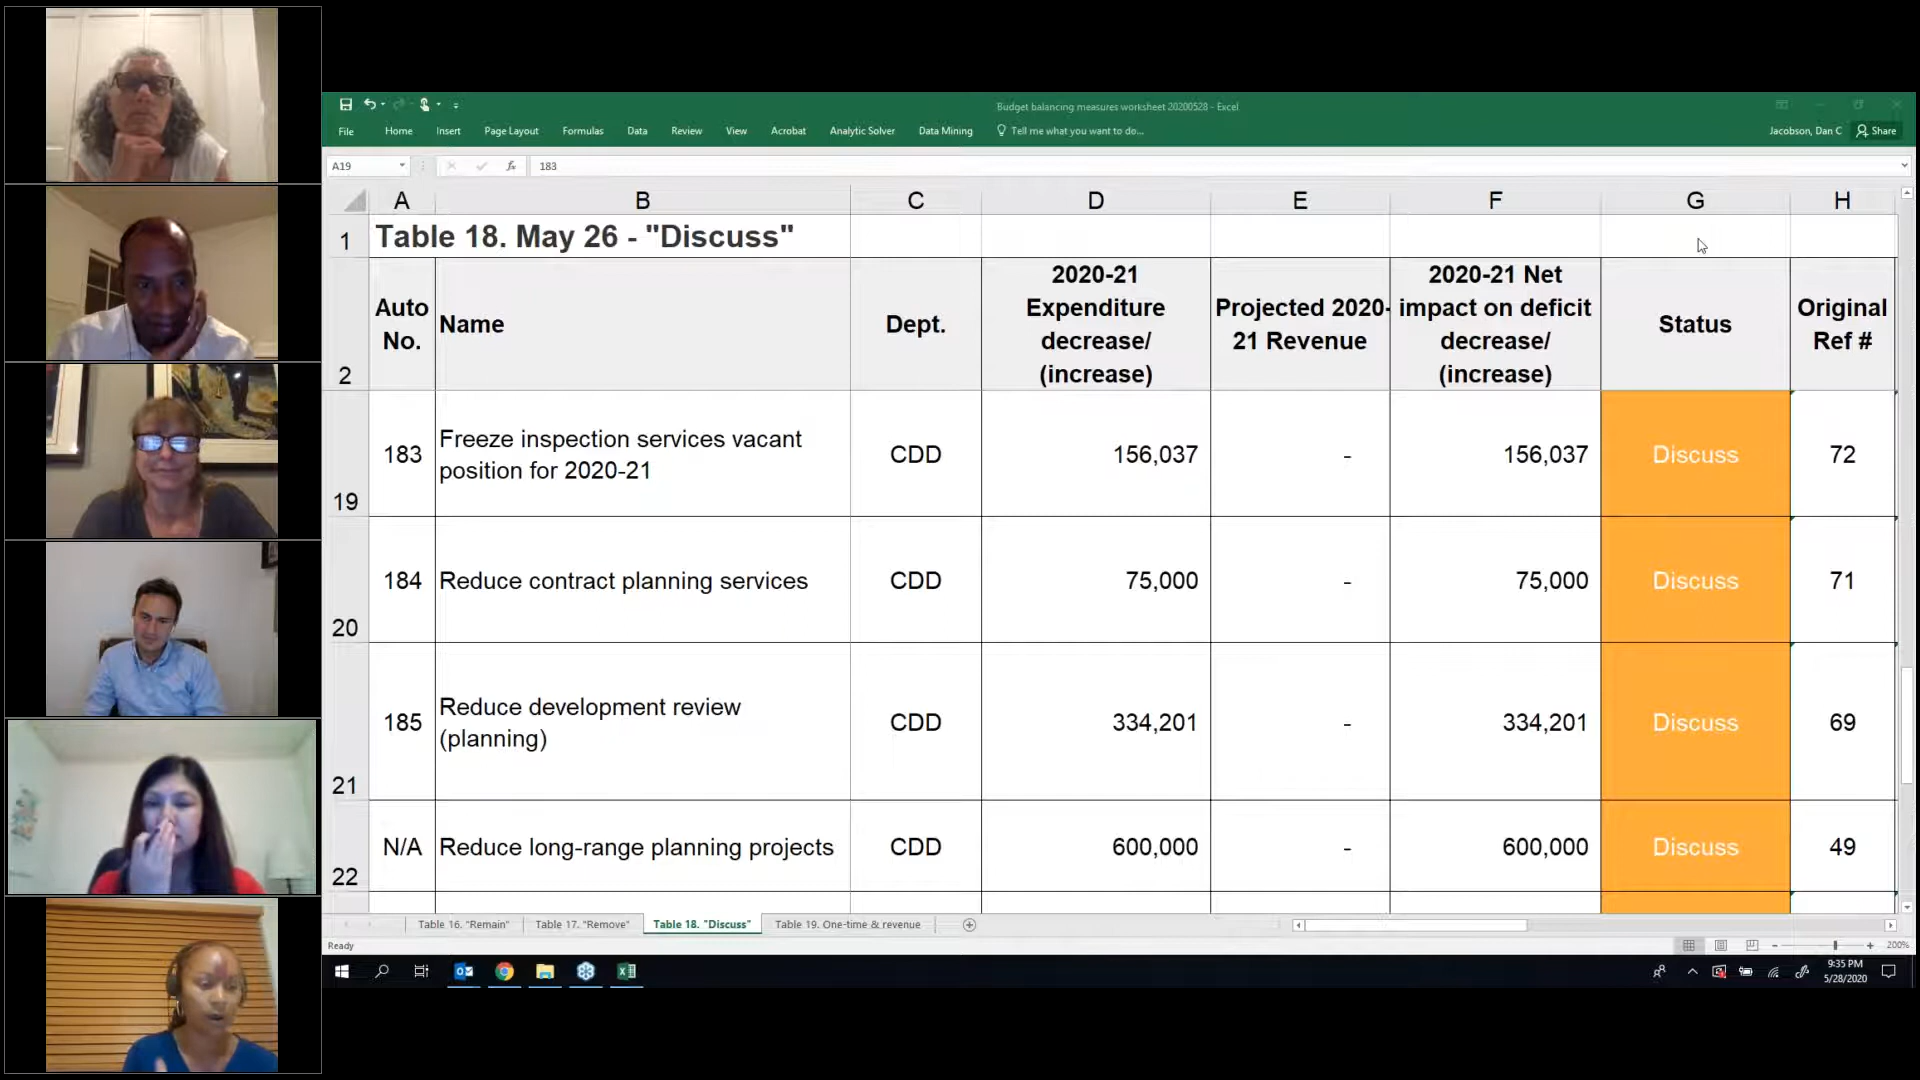 Budget balancing measures worksheet 20200528 - Excel
File Home Insert Page Layout Formulas Data Review View Acrobat Analytic Solver Data Mining Tell me what you want to do... Jacobson, Dan C Share
A19 fx 183
A B C D E F G H
1 Table 18. May 26 - "Discuss"
2020-21 2020-21 Net
Auto Expenditure Projected 2020- impact on deficit Original
Name Dept. Status
No. decrease/ 21 Revenue decrease/ Ref #
2 (increase) (increase)
Freeze inspection services vacant
183 CDD 156,037 - 156,037 Discuss 72
position for 2020-21
19
184 Reduce contract planning services CDD 75,000 - 75,000 Discuss 71
20
Reduce development review
185 CDD 334,201 - 334,201 Discuss 69
(planning)
21
N/A Reduce long-range planning projects CDD 600,000 - 600,000 Discuss 49
22
Table 16. "Remain" Table 17. "Remove" Table 18. "Discuss" Table 19. One-time & revenue
Ready 200%
9:35 PM
5/28/2020